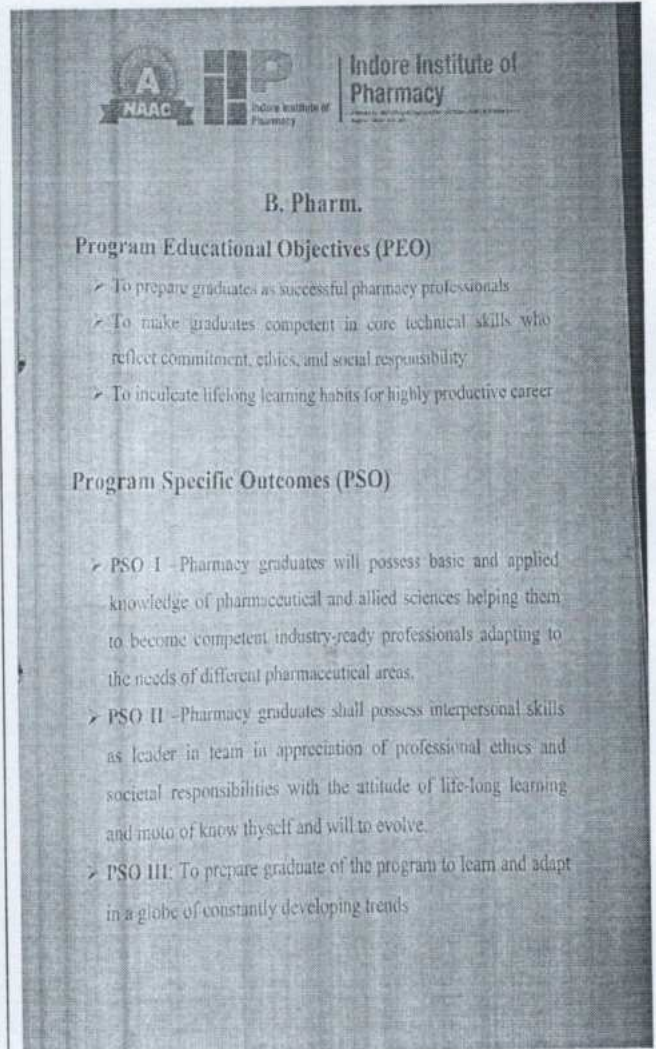 A
NAAC
IIP
Indore Institute of
Pharmacy
Indore Institute of
Pharmacy
B. Pharm.
Program Educational Objectives (PEO)
➢ To prepare graduates as successful pharmacy professionals
➢ To make graduates competent in core technical skills who
reflect commitment, ethics, and social responsibility
➢ To inculcate lifelong learning habits for highly productive career
Program Specific Outcomes (PSO)
➢ PSO I –Pharmacy graduates will possess basic and applied
knowledge of pharmaceutical and allied sciences helping them
to become competent industry-ready professionals adapting to
the needs of different pharmaceutical areas.
➢ PSO II –Pharmacy graduates shall possess interpersonal skills
as leader in team in appreciation of professional ethics and
societal responsibilities with the attitude of life-long learning
and moto of know thyself and will to evolve.
➢ PSO III: To prepare graduate of the program to learn and adapt
in a globe of constantly developing trends